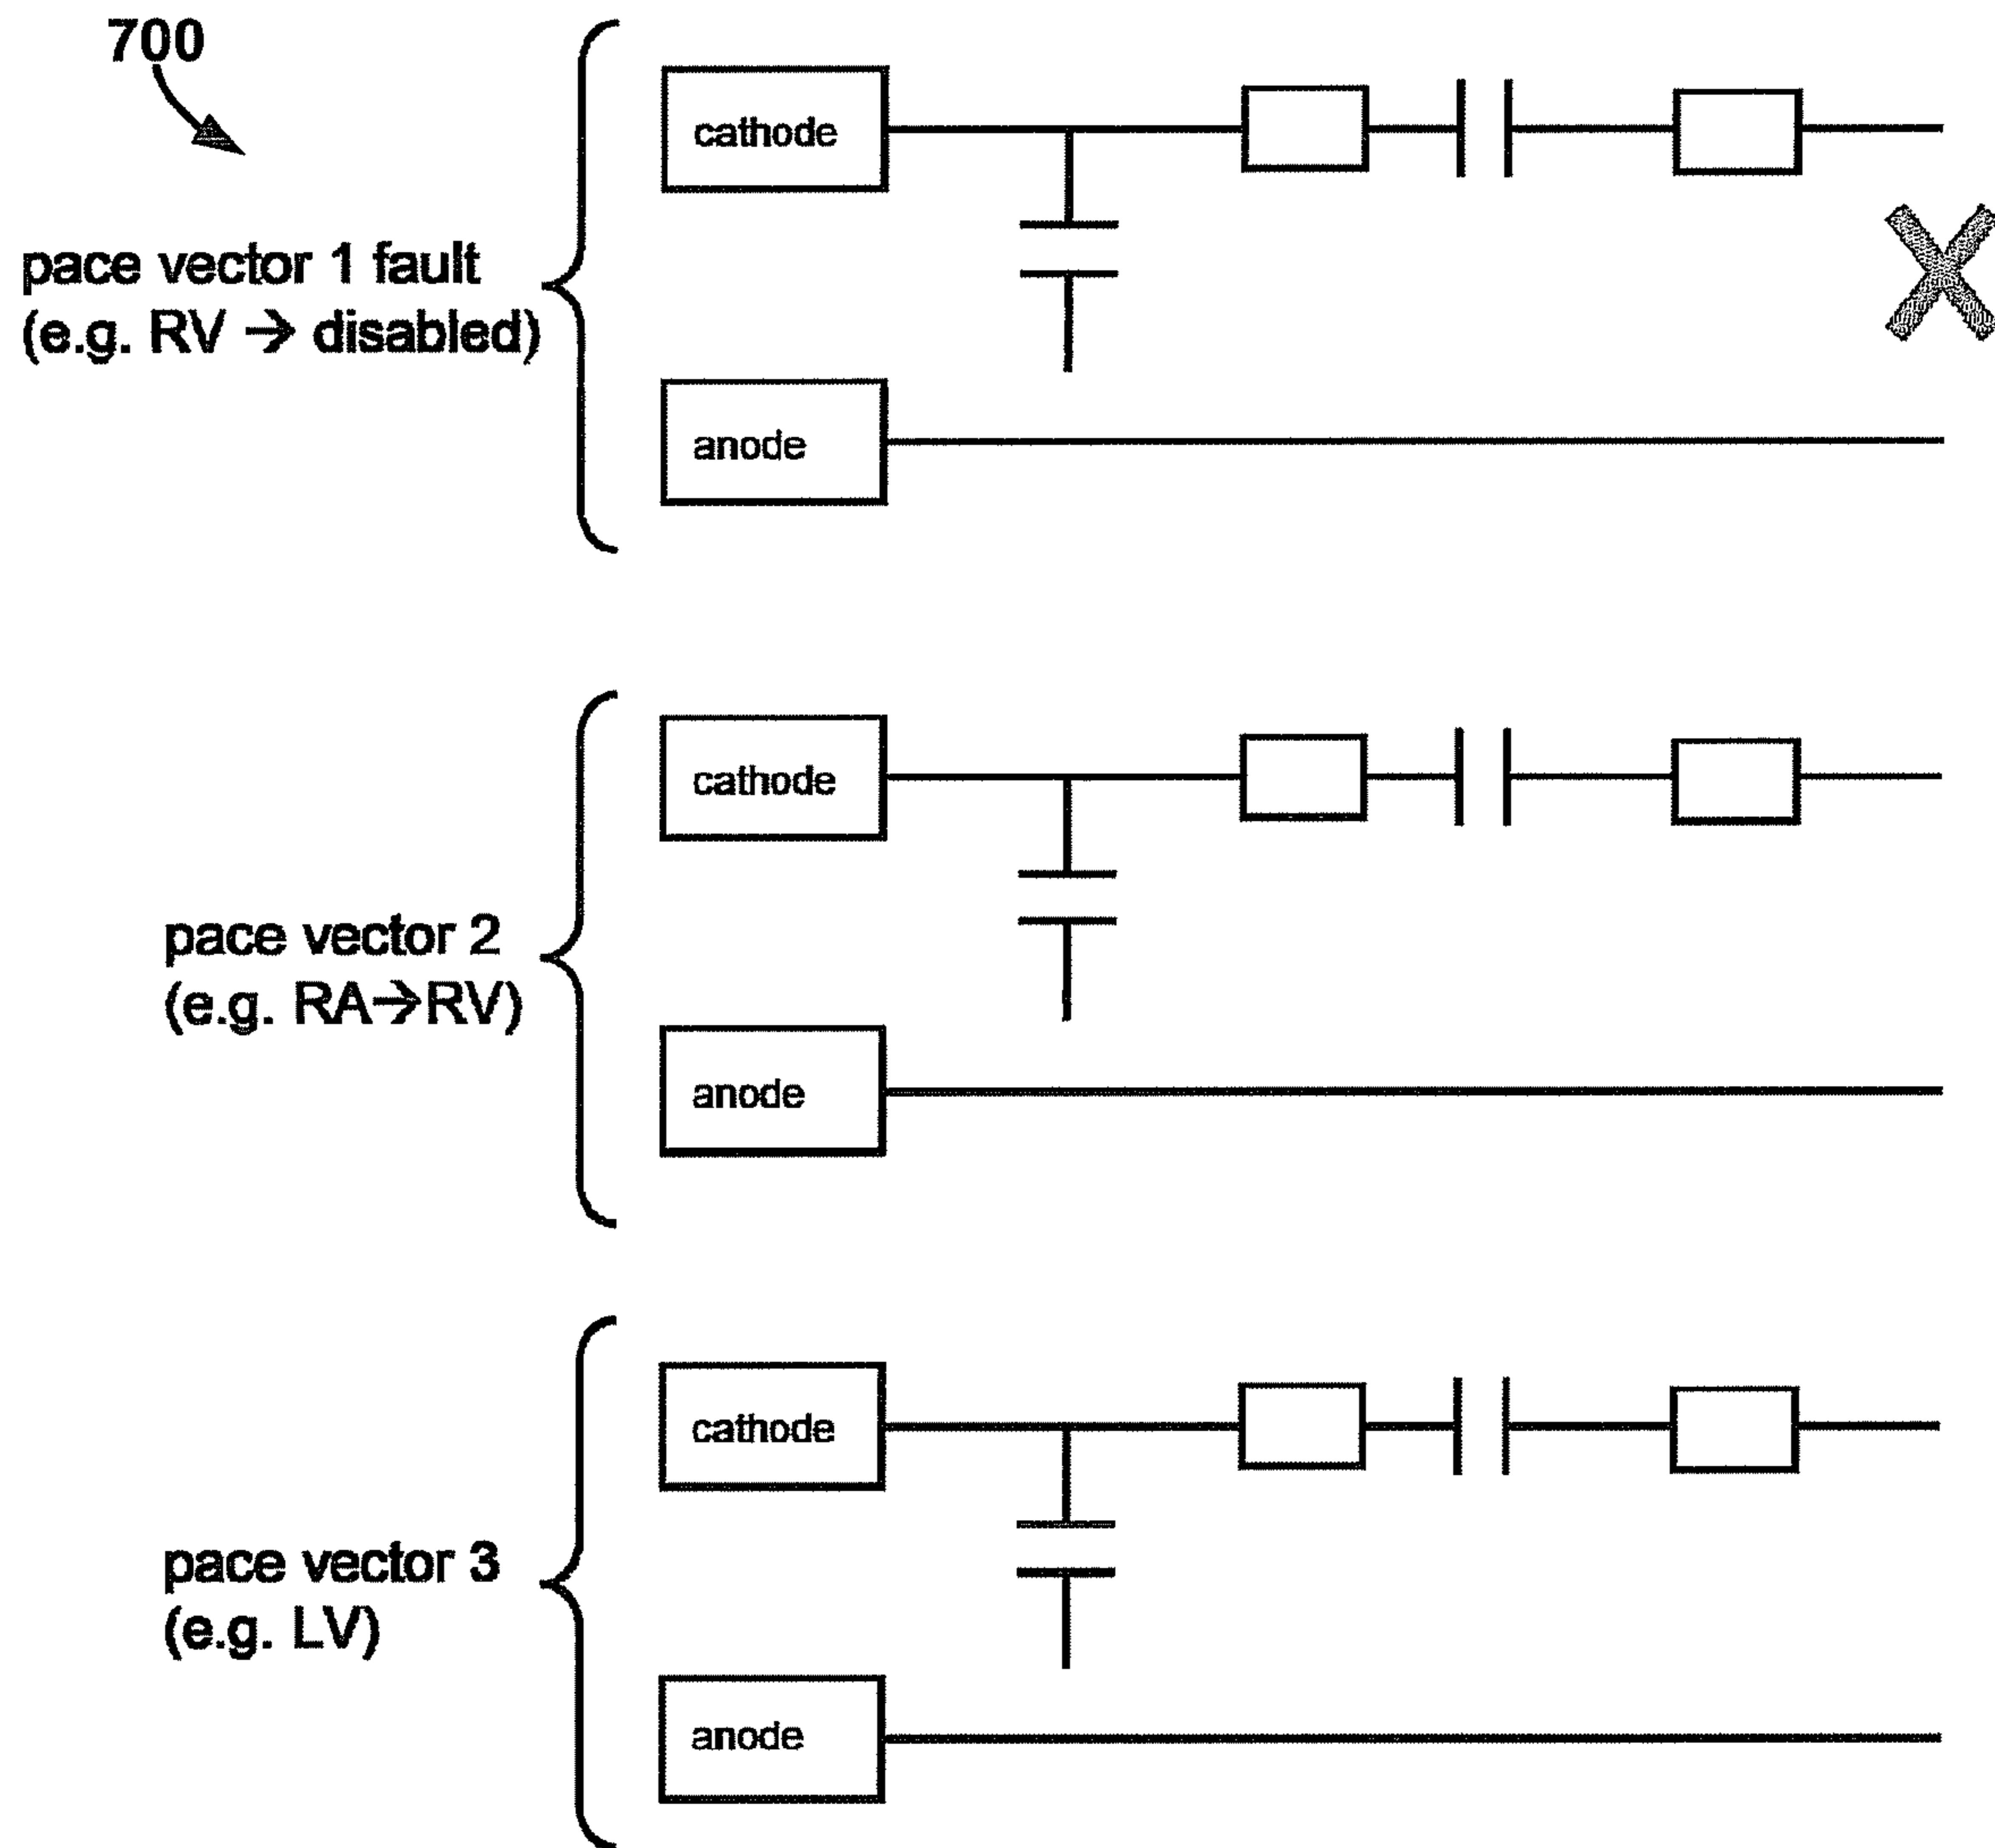 700
cathode
pace vector 1 fault
(e.g. RV → disabled)
anode
cathode
pace vector 2
(e.g. RA→RV)
anode
cathode
pace vector 3
(e.g. LV)
anode